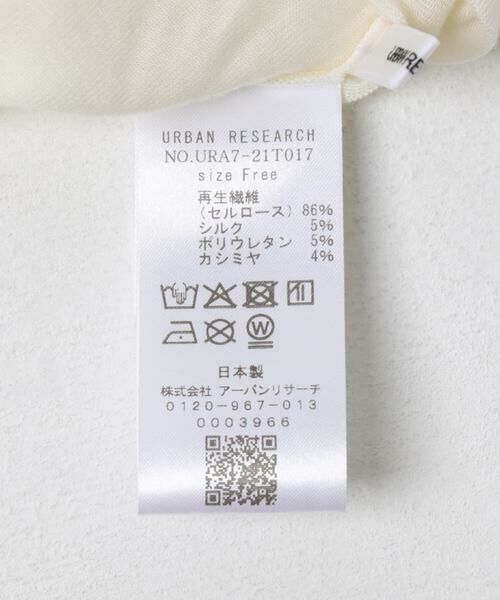 RE
URBAN RESEARCH
NO.URA7-21T017
size Free
再生繊維
(セルロース) 86%
シルク 5%
ポリウレタン 5%
カシミヤ 4%
W
日本製
株式会社 アーバンリサーチ
0120-967-013
0003966